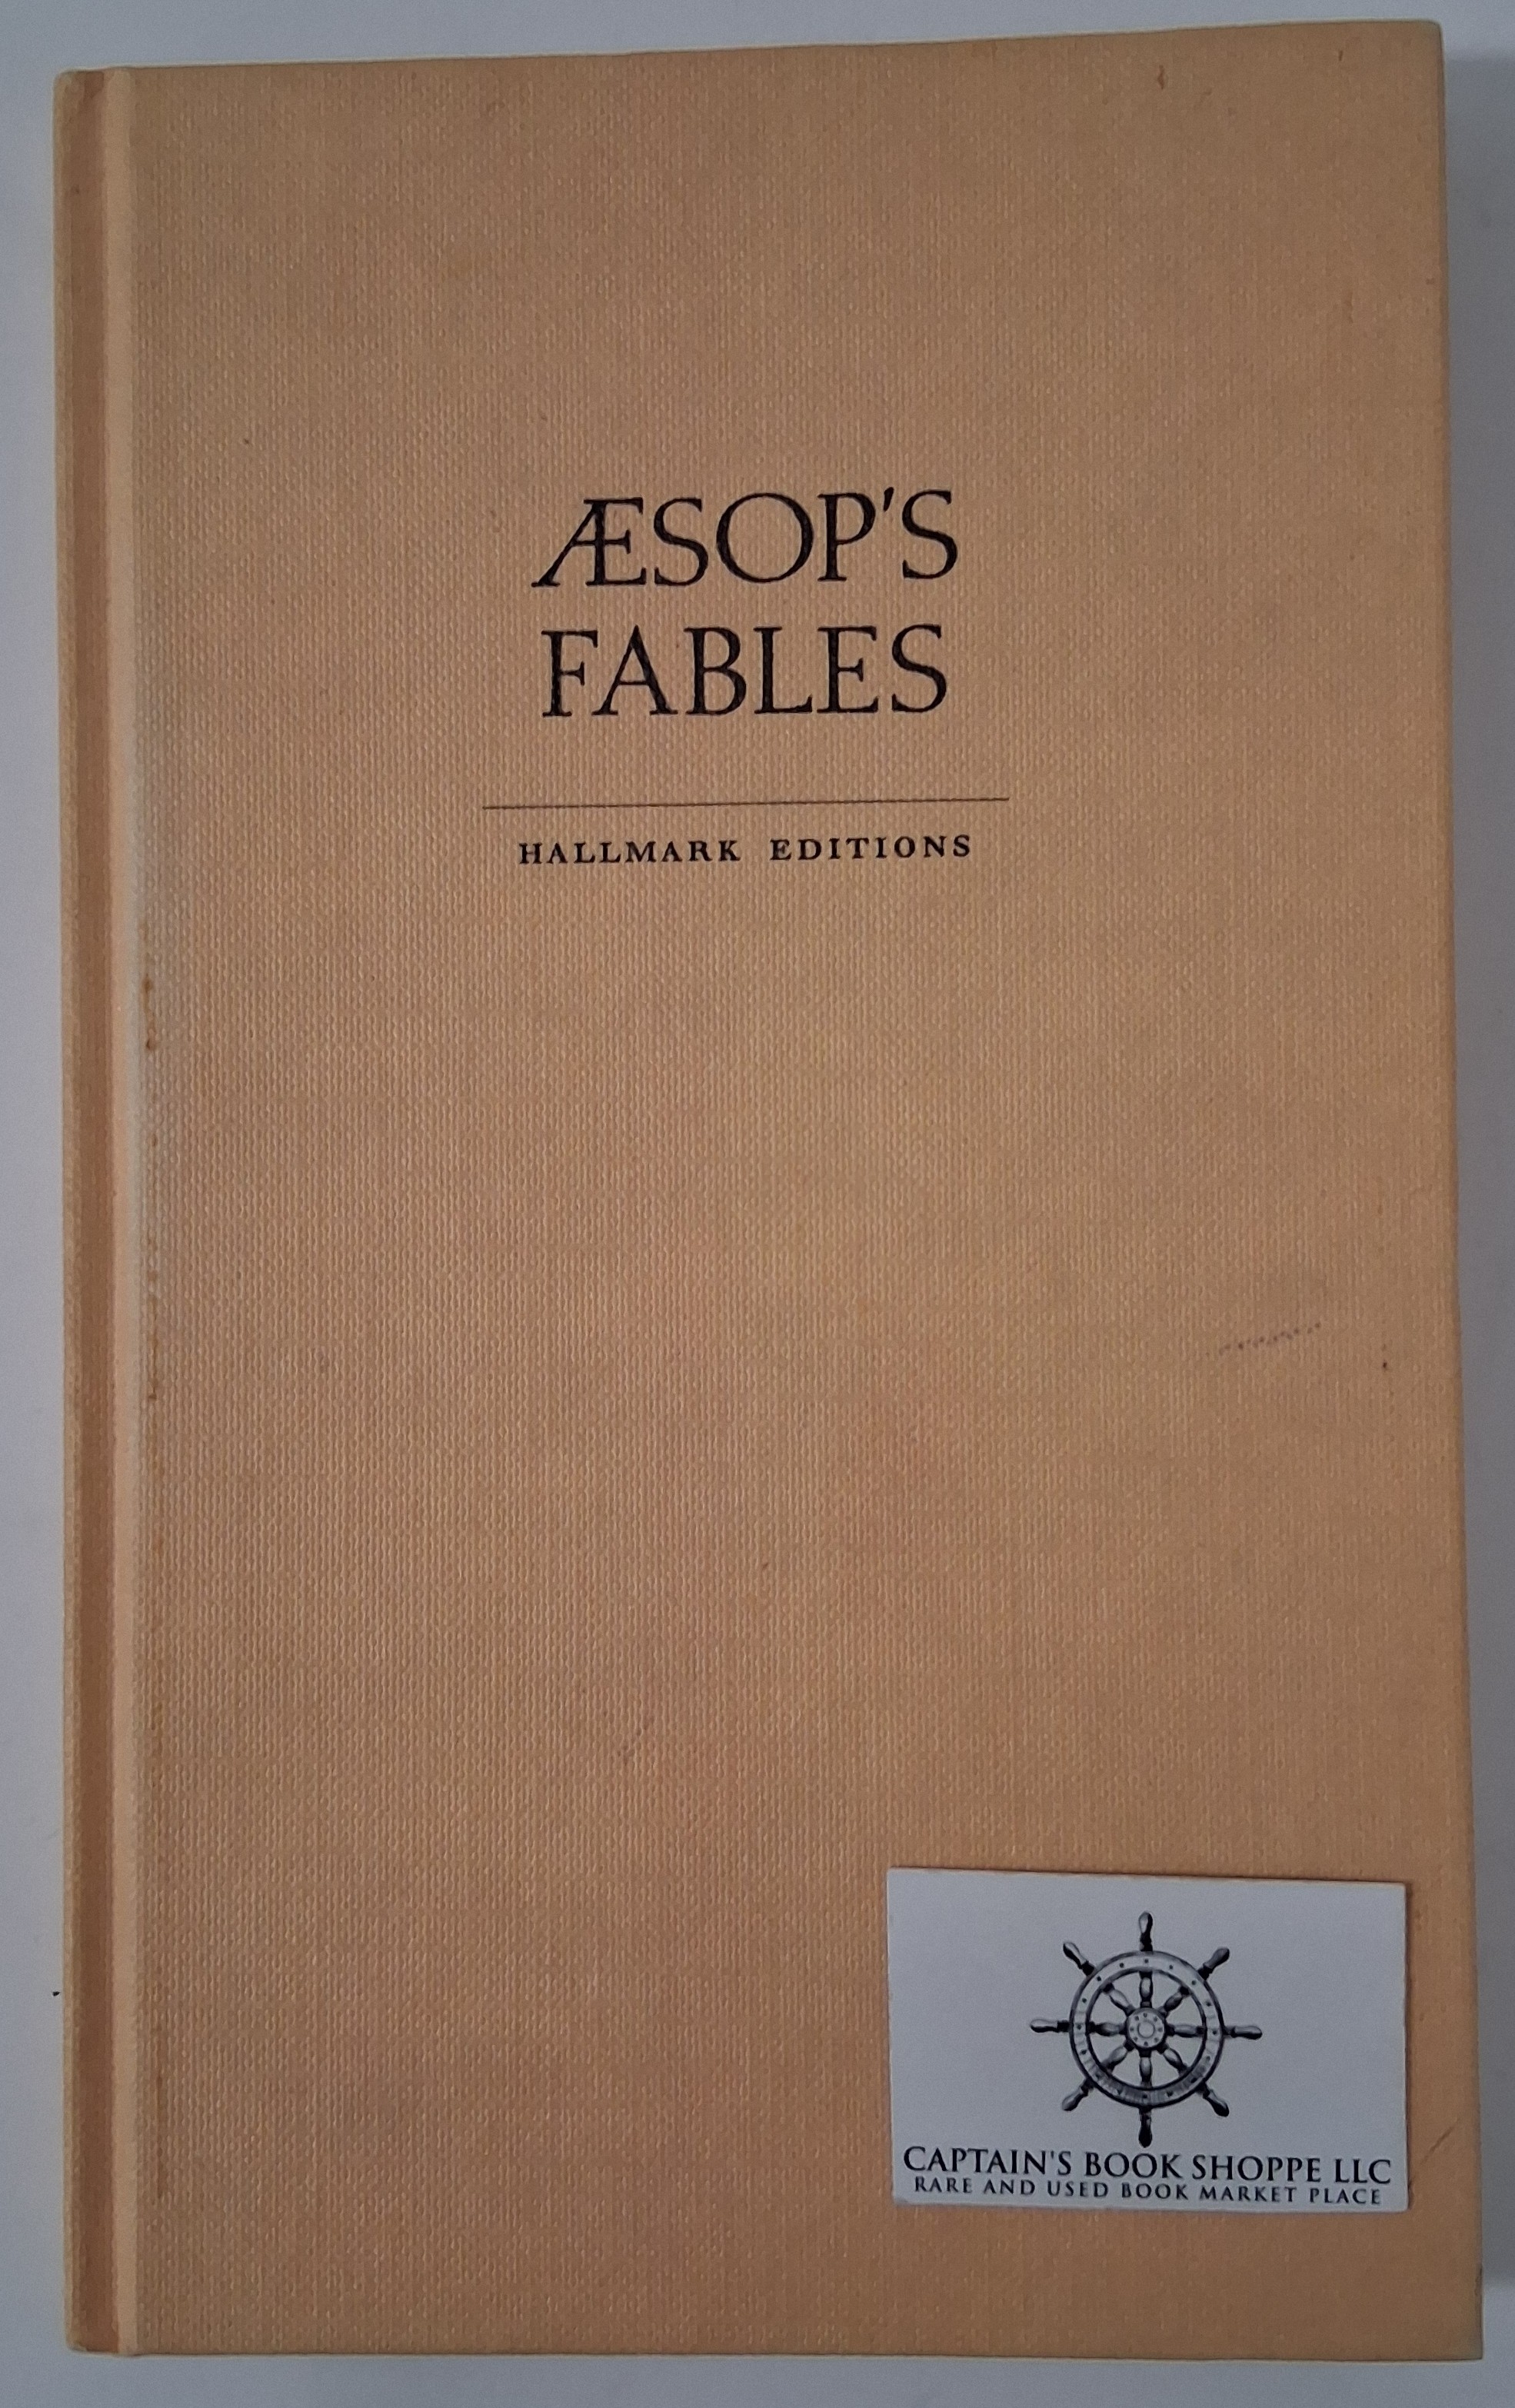 ÆSOP'S
FABLES
HALLMARK EDITIONS
CAPTAIN'S BOOK SHOPPE LLC
RARE AND USED BOOK MARKET PLACE